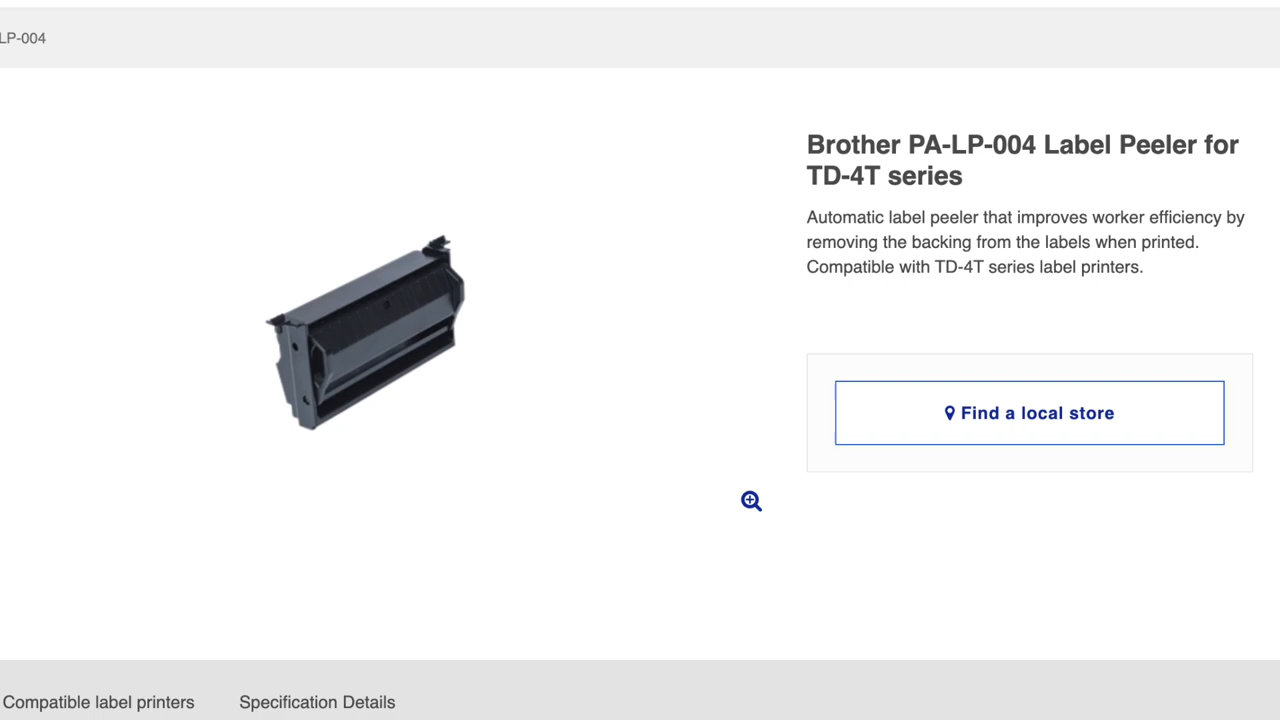 LP-004
Brother PA-LP-004 Label Peeler for
TD-4T series
Automatic label peeler that improves worker efficiency by
removing the backing from the labels when printed.
Compatible with TD-4T series label printers.
Find a local store
Compatible label printers
Specification Details